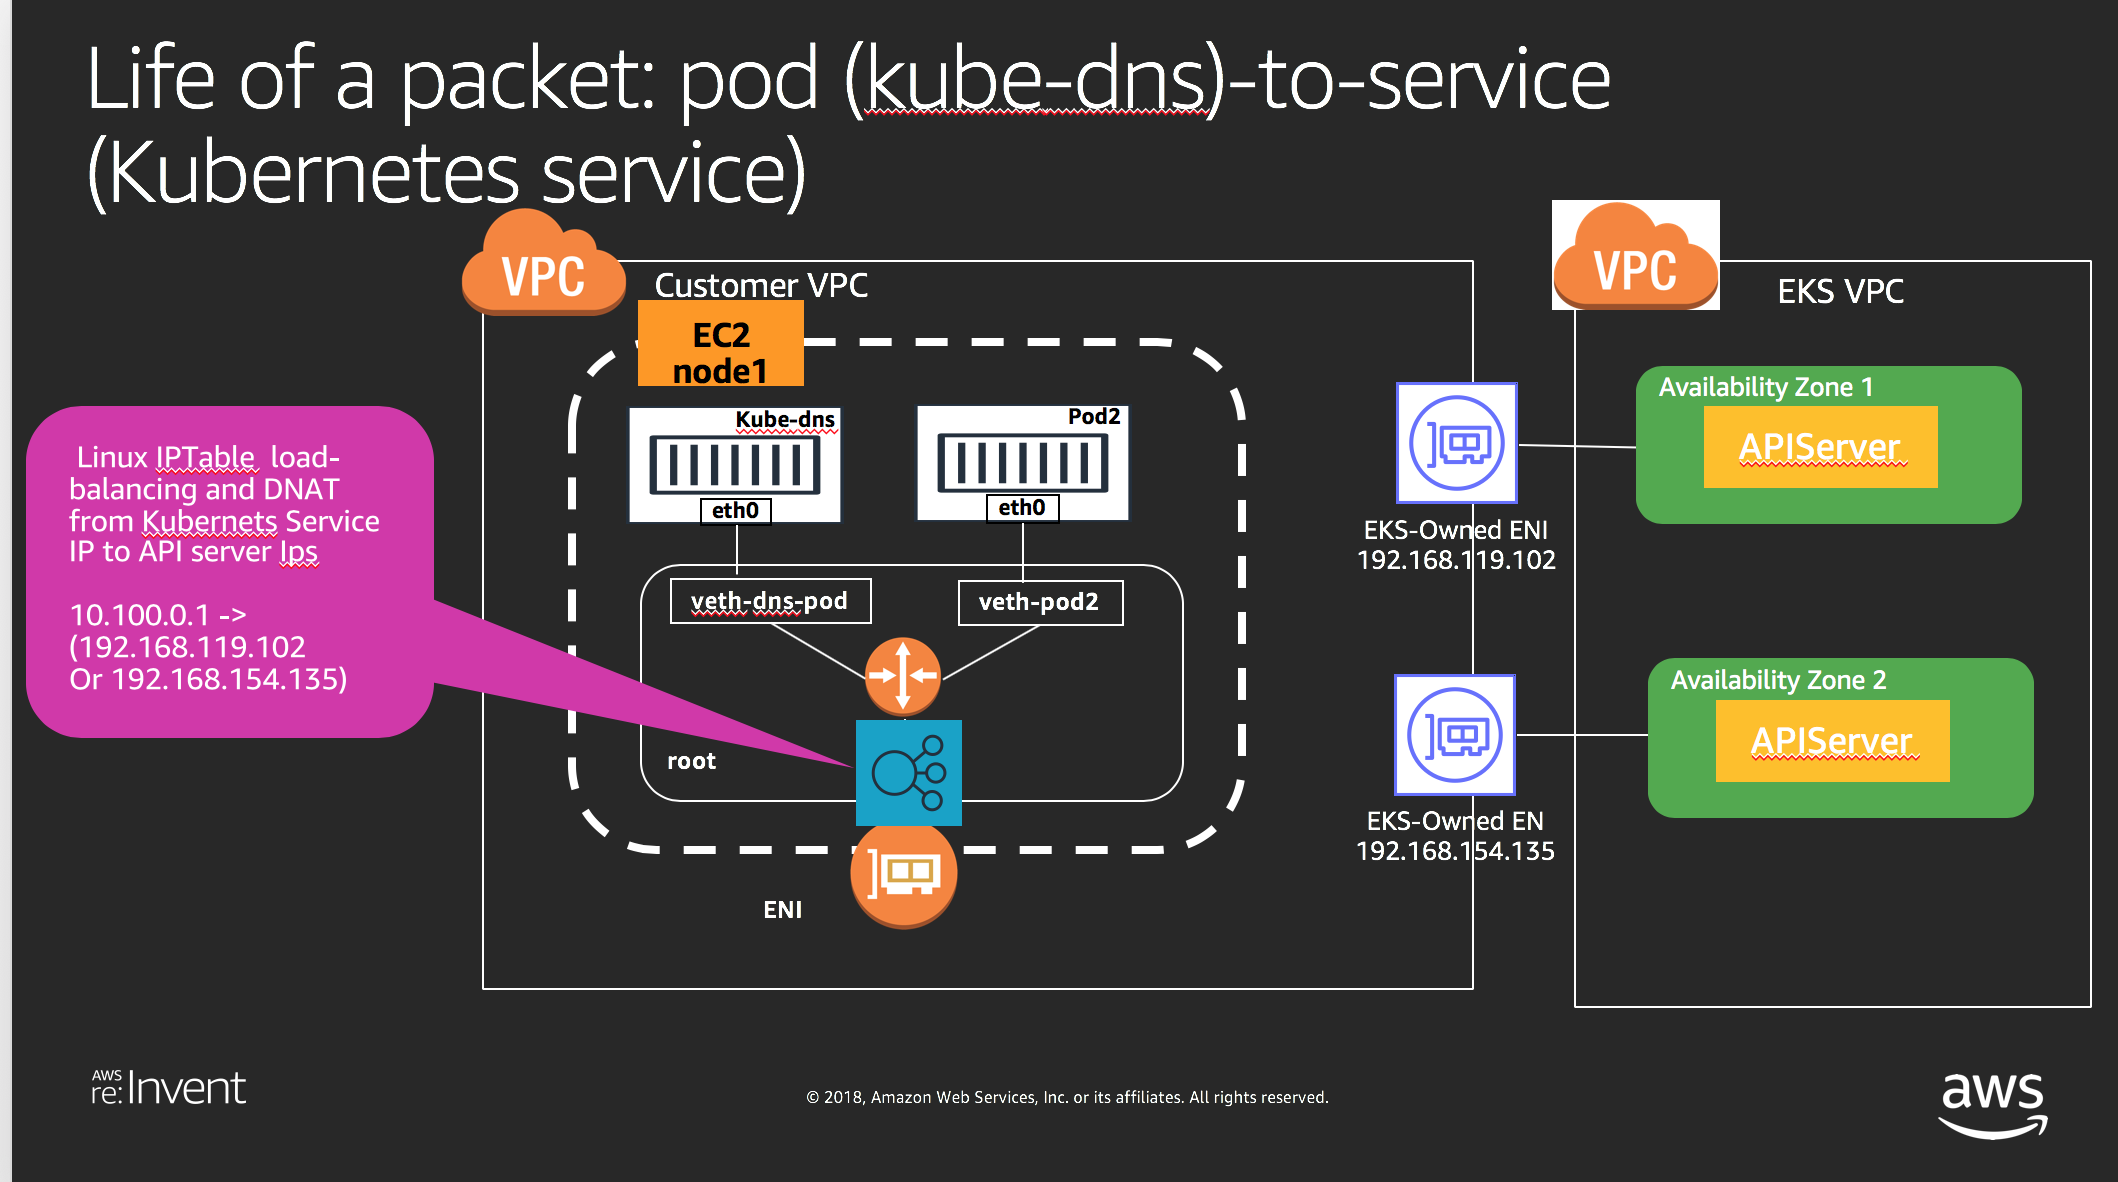 Life of a packet: pod (kube-dns)-to-service
(Kubernetes service)
VPC
Customer VPC
VPC
EKS VPC
EC2
node1
Kube-dns
eth0
Pod2
eth0
Availability Zone 1
APIServer
Linux IPTable load-
balancing and DNAT
from Kubernets Service
IP to API server Ips
10.100.0.1 ->
(192.168.119.102
Or 192.168.154.135)
EKS-Owned ENI
192.168.119.102
veth-dns-pod
veth-pod2
root
Availability Zone 2
APIServer
EKS-Owned EN
192.168.154.135
ENI
AWS
re:Invent
© 2018, Amazon Web Services, Inc. or its affiliates. All rights reserved.
aws